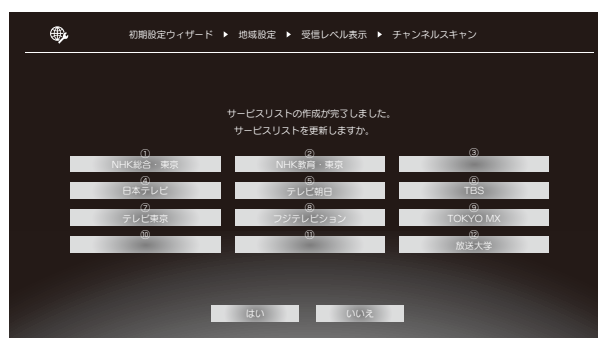 初期設定ウィザード ▶ 地域設定 ▶ 受信レベル表示 ▶ チャンネルスキャン
サービスリストの作成が完了しました。
サービスリストを更新しますか。
① ② ③
NHK総合・東京 NHK教育・東京
④ ⑤ ⑥
日本テレビ テレビ朝日 TBS
⑦ ⑧ ⑨
テレビ東京 フジテレビジョン TOKYO MX
⑩ ⑪ ⑫
放送大学
はい いいえ